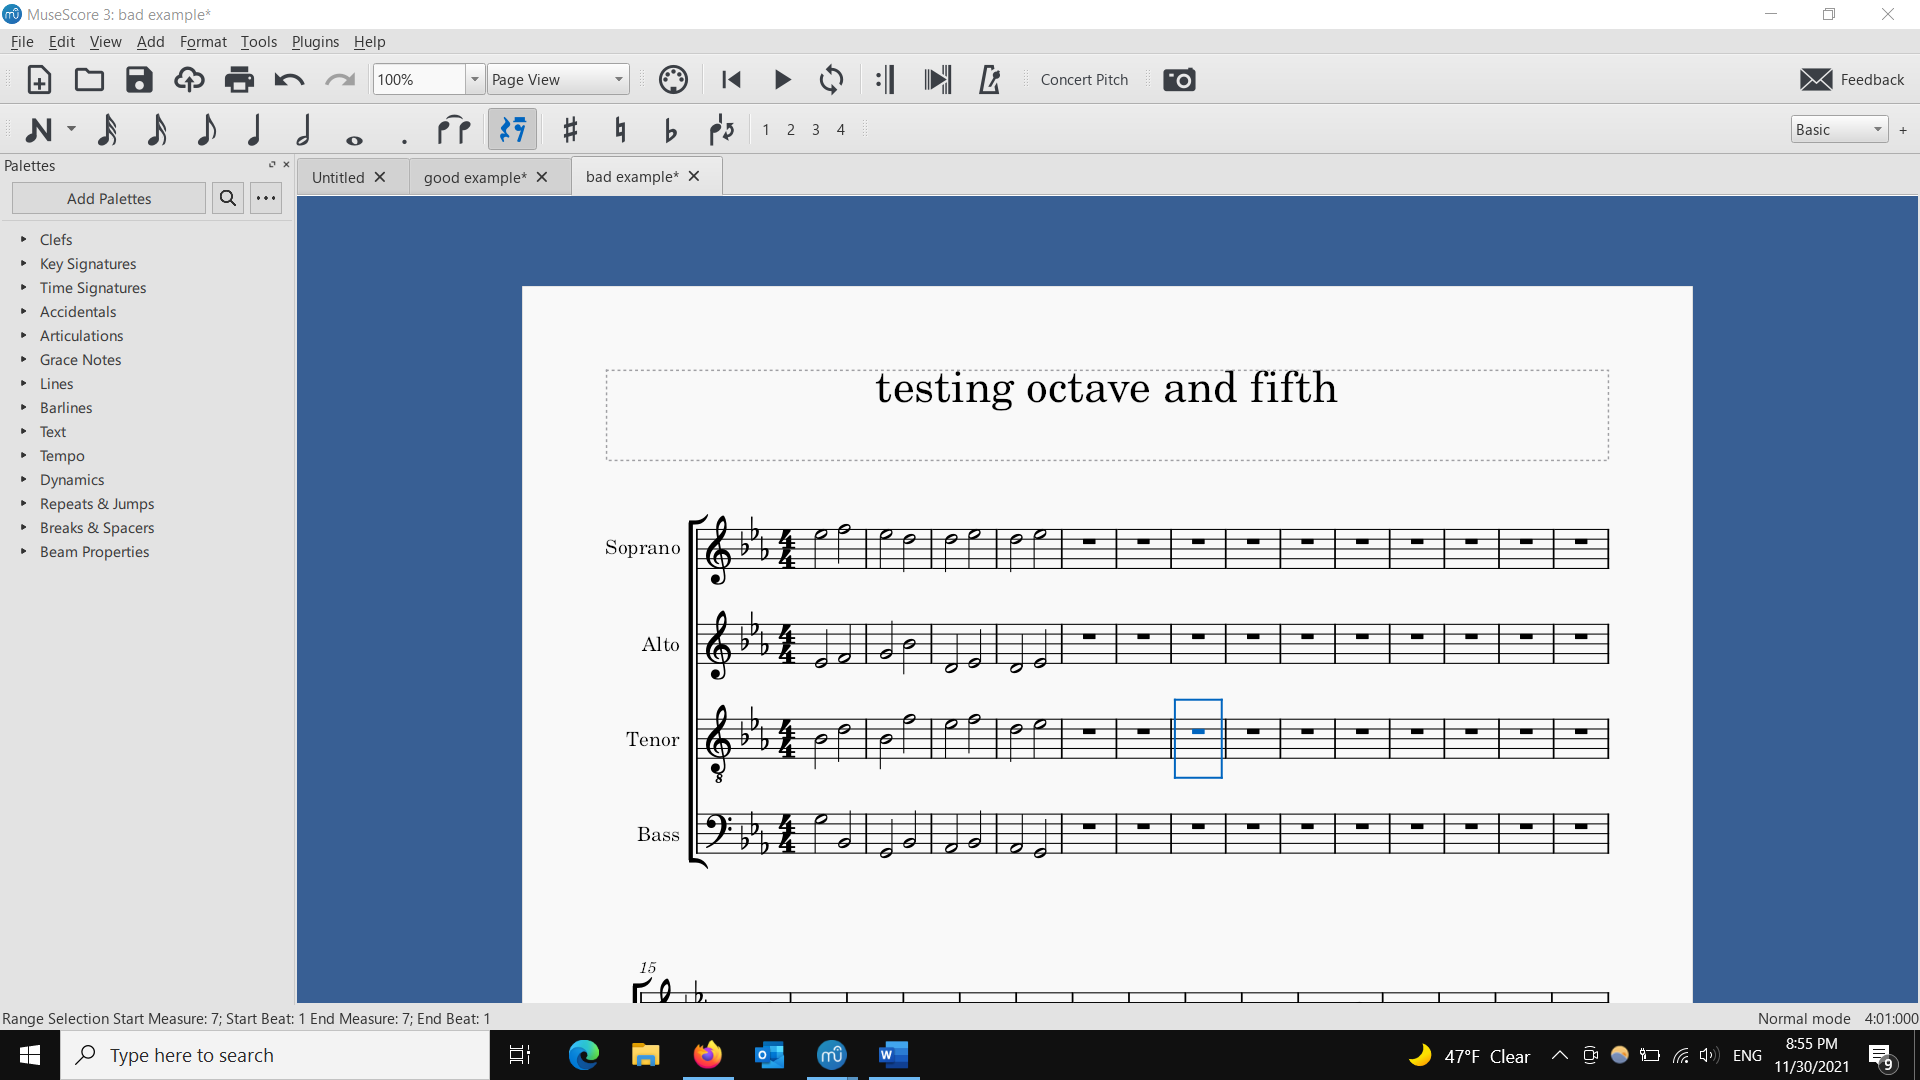 MuseScore 3: bad example*
File Edit View Add Format Tools Plugins Help
100% Page View Concert Pitch Feedback
1 2 3 4 Basic +
Palettes
Untitled good example* bad example*
Add Palettes
Clefs
Key Signatures
Time Signatures
Accidentals
Articulations
Grace Notes
Lines
Barlines
Text
Tempo
Dynamics
Repeats & Jumps
Breaks & Spacers
Beam Properties
testing octave and fifth
Soprano
Alto
Tenor
8
Bass
15
Range Selection Start Measure: 7; Start Beat: 1 End Measure: 7; End Beat: 1
Normal mode 4:01:000
Type here to search
47°F Clear
ENG
8:55 PM
11/30/2021
9